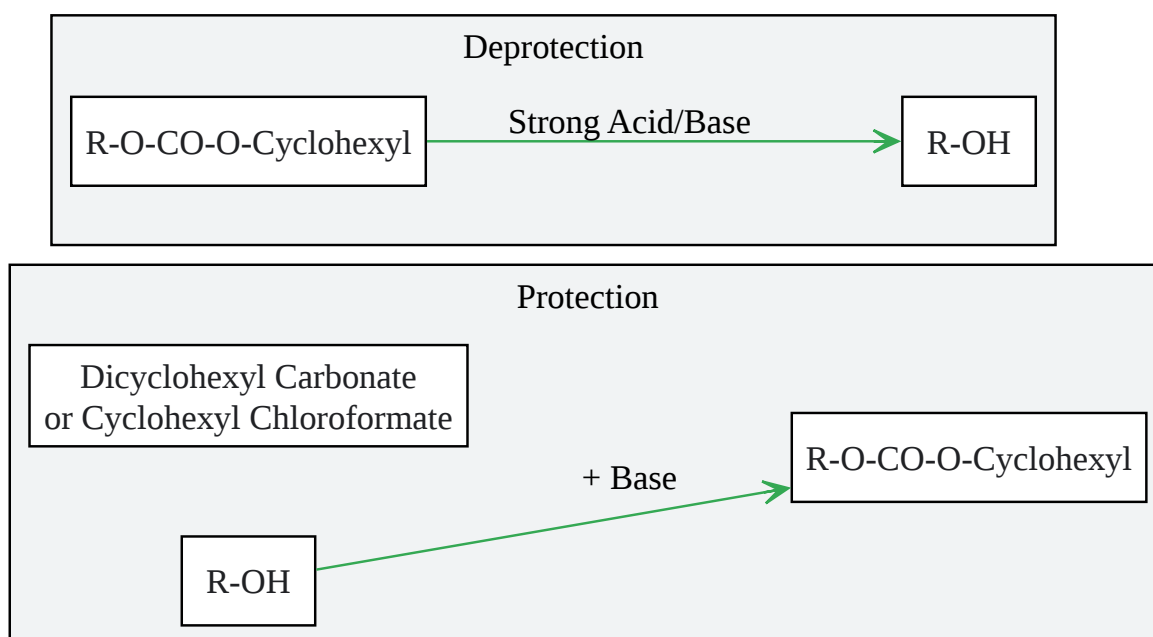 Deprotection
R-O-CO-O-Cyclohexyl
Strong Acid/Base
R-OH
Protection
Dicyclohexyl Carbonate
or Cyclohexyl Chloroformate
+ Base
R-O-CO-O-Cyclohexyl
R-OH